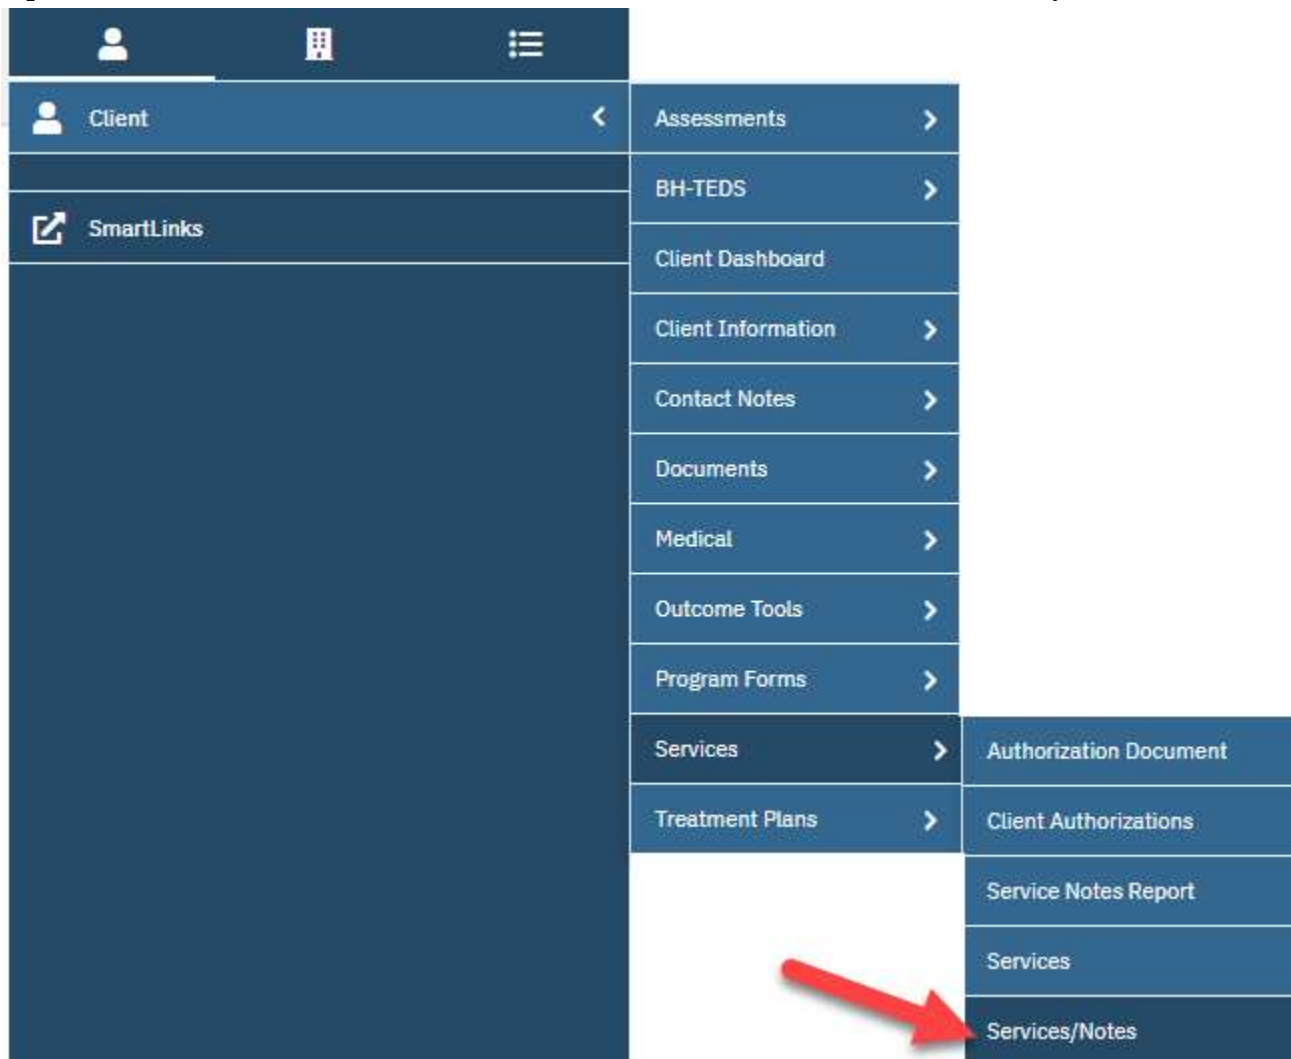 Client
SmartLinks
Assessments
BH-TEDS
Client Dashboard
Client Information
Contact Notes
Documents
Medical
Outcome Tools
Program Forms
Services
Treatment Plans
Authorization Document
Client Authorizations
Service Notes Report
Services
Services/Notes